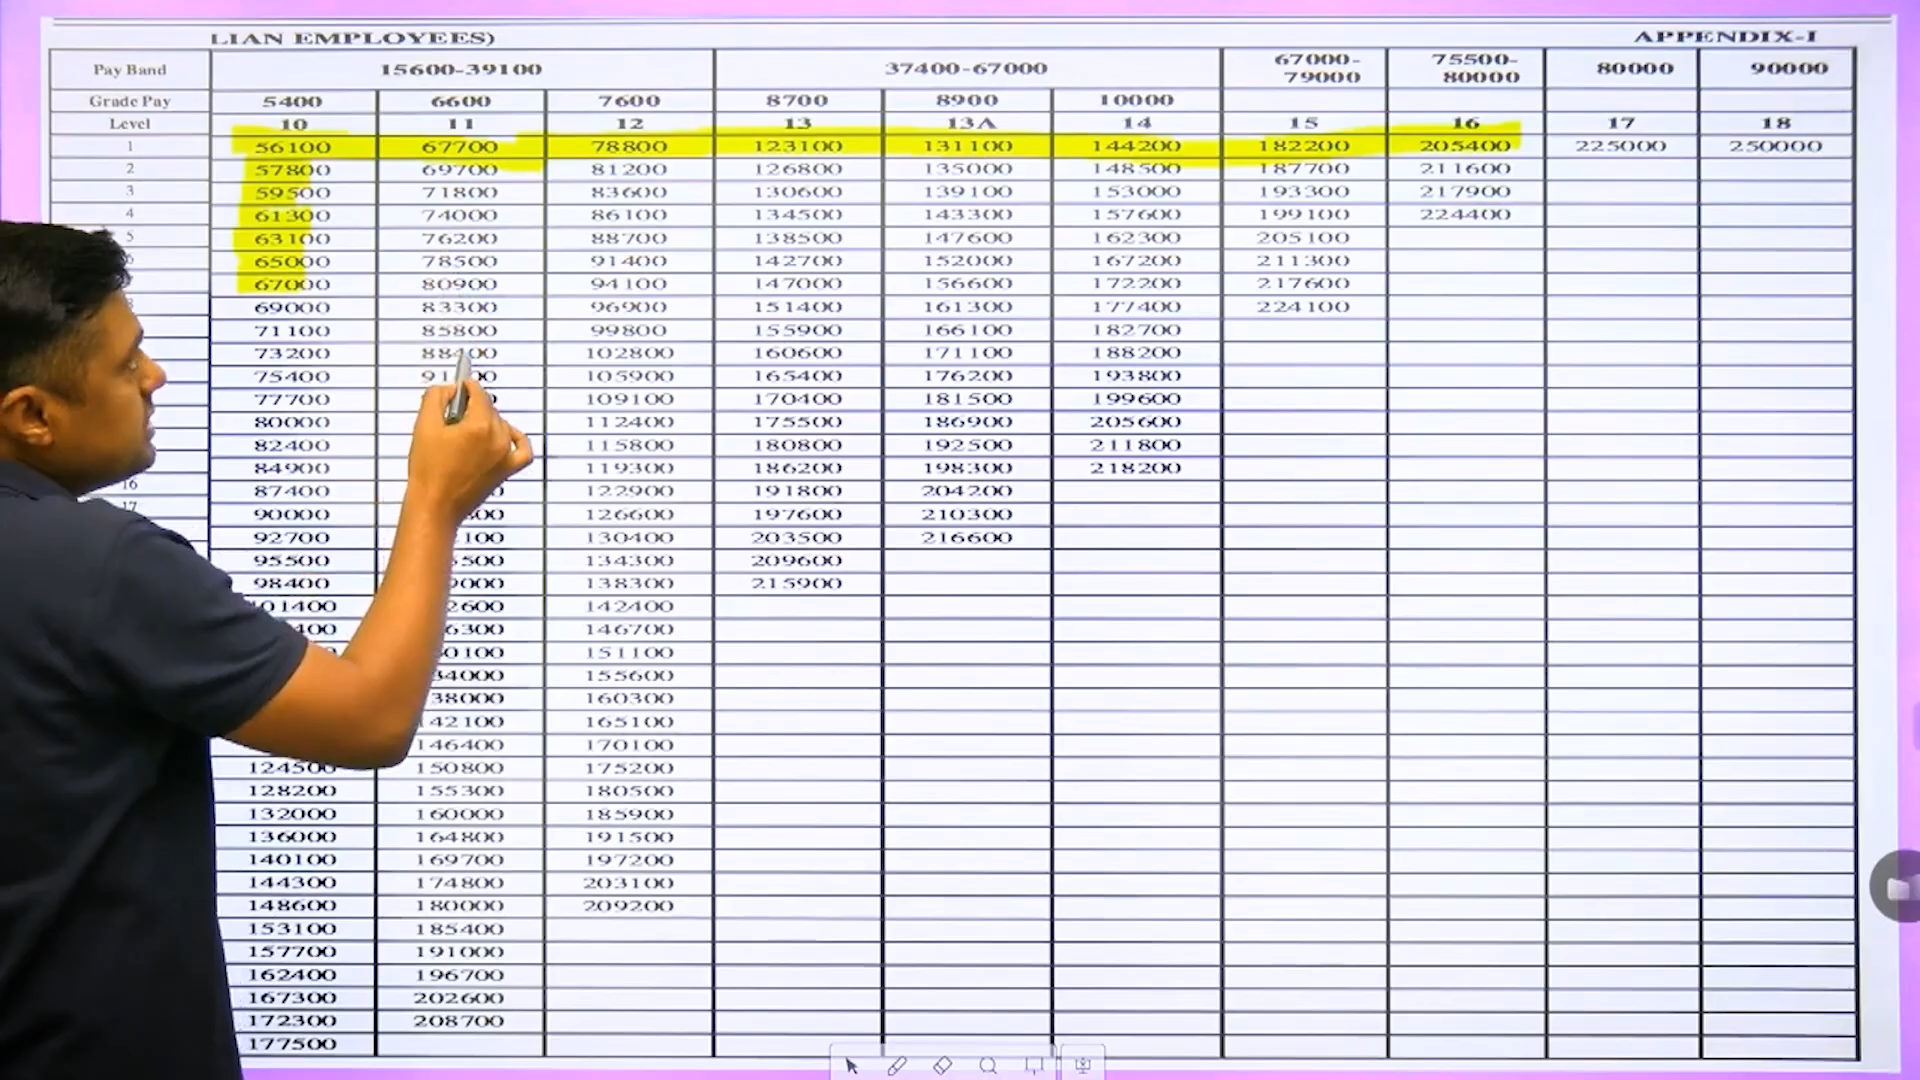 LIAN EMPLOYEES) APPENDIX-I
Pay Band 15600-39100 37400-67000 67000-79000 75500-80000 80000 90000
Grade Pay 5400 6600 7600 8700 8900 10000
Level 10 11 12 13 13A 14 15 16 17 18
1 56100 67700 78800 123100 131100 144200 182200 205400 225000 250000
2 57800 69700 81200 126800 135000 148500 187700 211600
3 59500 71800 83600 130600 139100 153000 193300 217900
4 61300 74000 86100 134500 143300 157600 199100 224400
5 63100 76200 88700 138500 147600 162300 205100
65000 78500 91400 142700 152000 167200 211300
67000 80900 94100 147000 156600 172200 217600
69000 83300 96900 151400 161300 177400 224100
71100 85800 99800 155900 166100 182700
73200 88400 102800 160600 171100 188200
75400 105900 165400 176200 193800
77700 109100 170400 181500 199600
80000 112400 175500 186900 205600
82400 115800 180800 192500 211800
84900 119300 186200 198300 218200
16 87400 122900 191800 204200
17 90000 126600 197600 210300
92700 130400 203500 216600
95500 134300 209600
98400 138300 215900
101400 142400
146700
151100
155600
138000 160300
142100 165100
146400 170100
124500 150800 175200
128200 155300 180500
132000 160000 185900
136000 164800 191500
140100 169700 197200
144300 174800 203100
148600 180000 209200
153100 185400
157700 191000
162400 196700
167300 202600
172300 208700
177500